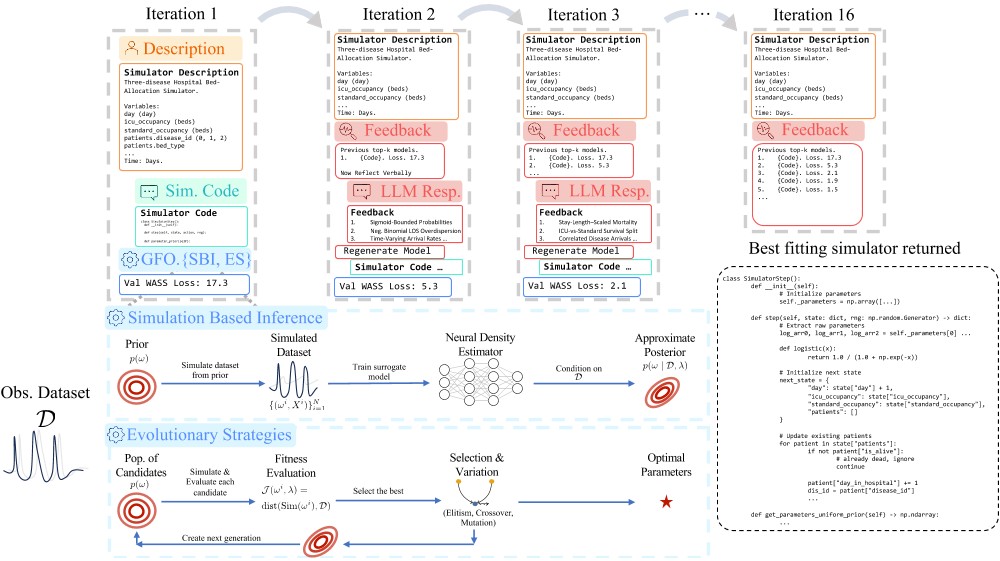 Iteration 1
Description
Simulator Description
Three-disease Hospital Bed-
Allocation Simulator.
Variables:
day (day)
icu_occupancy (beds)
standard_occupancy (beds)
patients.disease_id (0, 1, 2)
patients.bed_type
...
Time: Days.
Sim. Code
Simulator Code
GFO.{SBI, ES}
Val WASS Loss: 17.3
Iteration 2
Simulator Description
Three-disease Hospital Bed-
Allocation Simulator.
Variables:
day (day)
icu_occupancy (beds)
standard_occupancy (beds)
...
Time: Days.
Feedback
Previous top-k models.
1. {Code}. Loss. 17.3
Now Reflect Verbally
LLM Resp.
Feedback
1. Sigmoid-Bounded Probabilities
2. Neg. Binomial LOS Overdispersion
3. Time-Varying Arrival Rates ...
Regenerate Model
Simulator Code …
Val WASS Loss: 5.3
Iteration 3
Simulator Description
Three-disease Hospital Bed-
Allocation Simulator.
Variables:
day (day)
icu_occupancy (beds)
standard_occupancy (beds)
...
Time: Days.
Feedback
Previous top-k models.
1. {Code}. Loss. 17.3
2. {Code}. Loss. 5.3
...
LLM Resp.
Feedback
1. Stay-Length–Scaled Mortality
2. ICU-vs-Standard Survival Split
3. Correlated Disease Arrivals ...
Regenerate Model
Simulator Code …
Val WASS Loss: 2.1
...
Iteration 16
Simulator Description
Three-disease Hospital Bed-
Allocation Simulator.
Variables:
day (day)
icu_occupancy (beds)
standard_occupancy (beds)
...
Time: Days.
Feedback
Previous top-k models.
1. {Code}. Loss. 17.3
2. {Code}. Loss. 5.3
3. {Code}. Loss. 2.1
4. {Code}. Loss. 1.9
5. {Code}. Loss. 1.5
...
Best fitting simulator returned
class SimulatorStep():
def __init__(self):
# Initialize parameters
self._parameters = np.array([...])
def step(self, state: dict, rng: np.random.Generator) -> dict:
# Extract raw parameters
log_arr0, log_arr1, log_arr2 = self._parameters[0] ...
def logistic(x):
return 1.0 / (1.0 + np.exp(-x))
# Initialize next state
next_state = {
"day": state["day"] + 1,
"icu_occupancy": state["icu_occupancy"],
"standard_occupancy": state["standard_occupancy"],
"patients": []
}
# Update existing patients
for patient in state["patients"]:
if not patient["is_alive"]:
# already dead, ignore
continue
patient["day_in_hospital"] += 1
dis_id = patient["disease_id"]
...
def get_parameters_uniform_prior(self) -> np.ndarray:
...
Obs. Dataset
𝒟
Simulation Based Inference
Prior
p(ω)
Simulate dataset
from prior
Simulated
Dataset
{(ω^i, X^i)}_{i=1}^N
Train surrogate
model
Neural Density
Estimator
Condition on
𝒟
Approximate
Posterior
p(ω | 𝒟, λ)
Evolutionary Strategies
Pop. of
Candidates
p(ω)
Simulate &
Evaluate each
candidate
Fitness
Evaluation
𝒥(ω^i, λ) =
dist(Sim(ω^i), 𝒟)
Select the best
Selection &
Variation
(Elitism, Crossover,
Mutation)
Optimal
Parameters
Create next generation